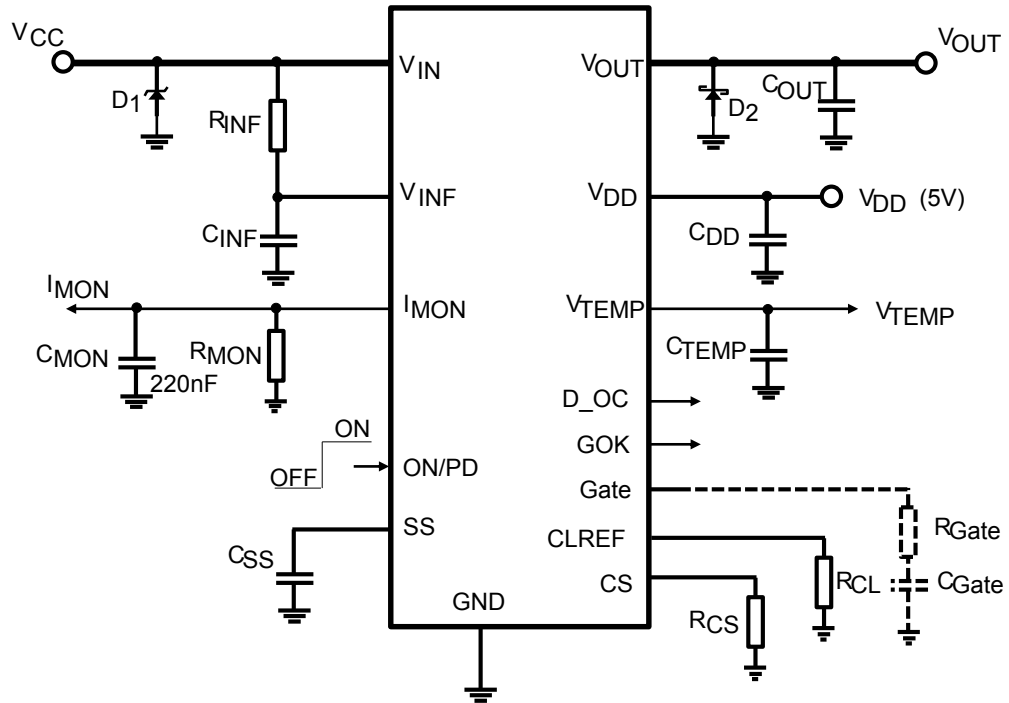 VCC
VIN
VOUT
VOUT
D1
RINF
D2
COUT
VINF
VDD
VDD (5V)
CINF
CDD
IMON
IMON
VTEMP
VTEMP
CMON
220nF
RMON
CTEMP
D_OC
GOK
ON
OFF
ON/PD
Gate
SS
CLREF
RGate
CSS
CS
RCL
CGate
GND
RCS